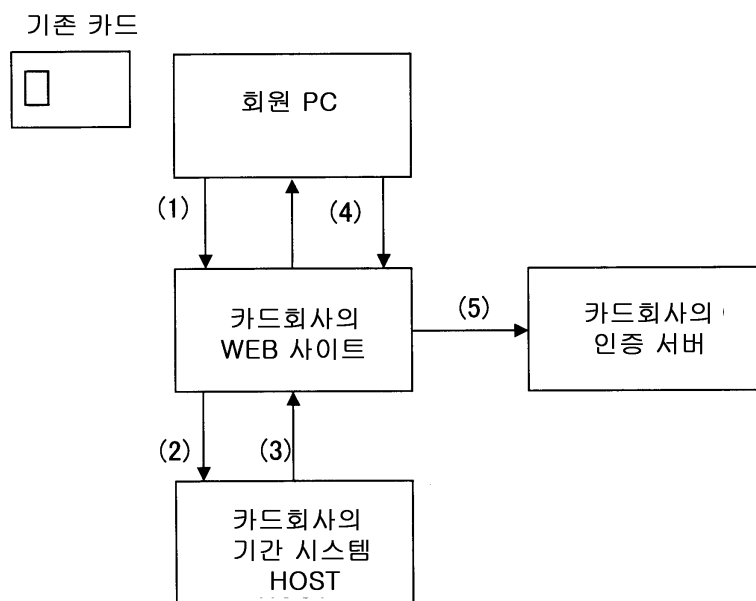 기존 카드
회원 PC
(1)
(4)
카드회사의
WEB 사이트
(5)
카드회사의
인증 서버
(2)
(3)
카드회사의
기간 시스템
HOST